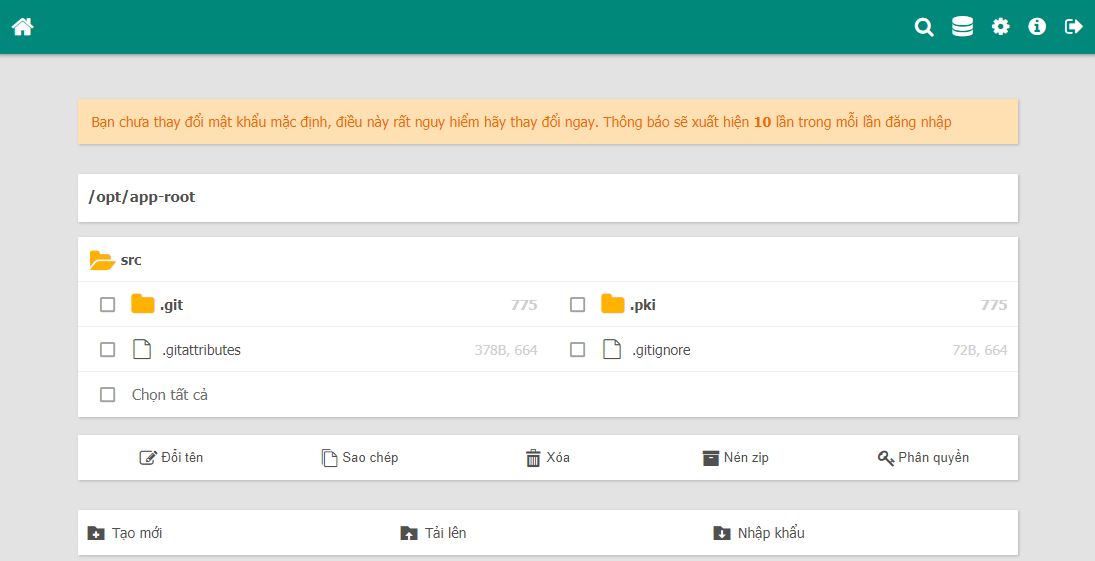 Bạn chưa thay đổi mật khẩu mặc định, điều này rất nguy hiểm hãy thay đổi ngay. Thông báo sẽ xuất hiện 10 lần trong mỗi lần đăng nhập
/opt/app-root
src
.git 775 .pki 775
.gitattributes 378B, 664 .gitignore 72B, 664
Chọn tất cả
Đổi tên Sao chép Xóa Nén zip Phân quyền
Tạo mới Tải lên Nhập khẩu